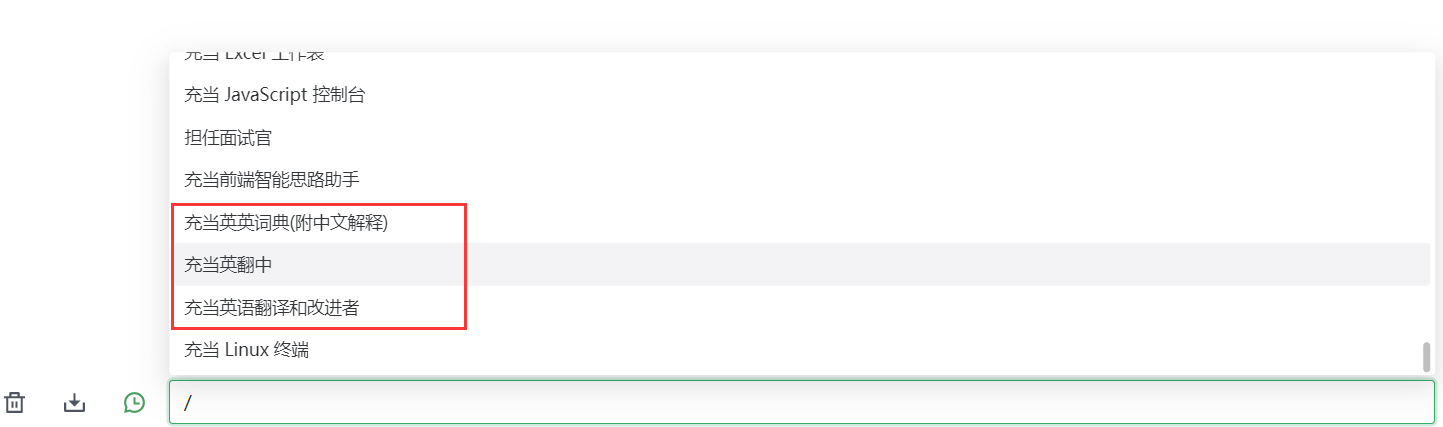 充当 Excel 工作表
充当 JavaScript 控制台
担任面试官
充当前端智能思路助手
充当英英词典(附中文解释)
充当英翻中
充当英语翻译和改进者
充当 Linux 终端
/